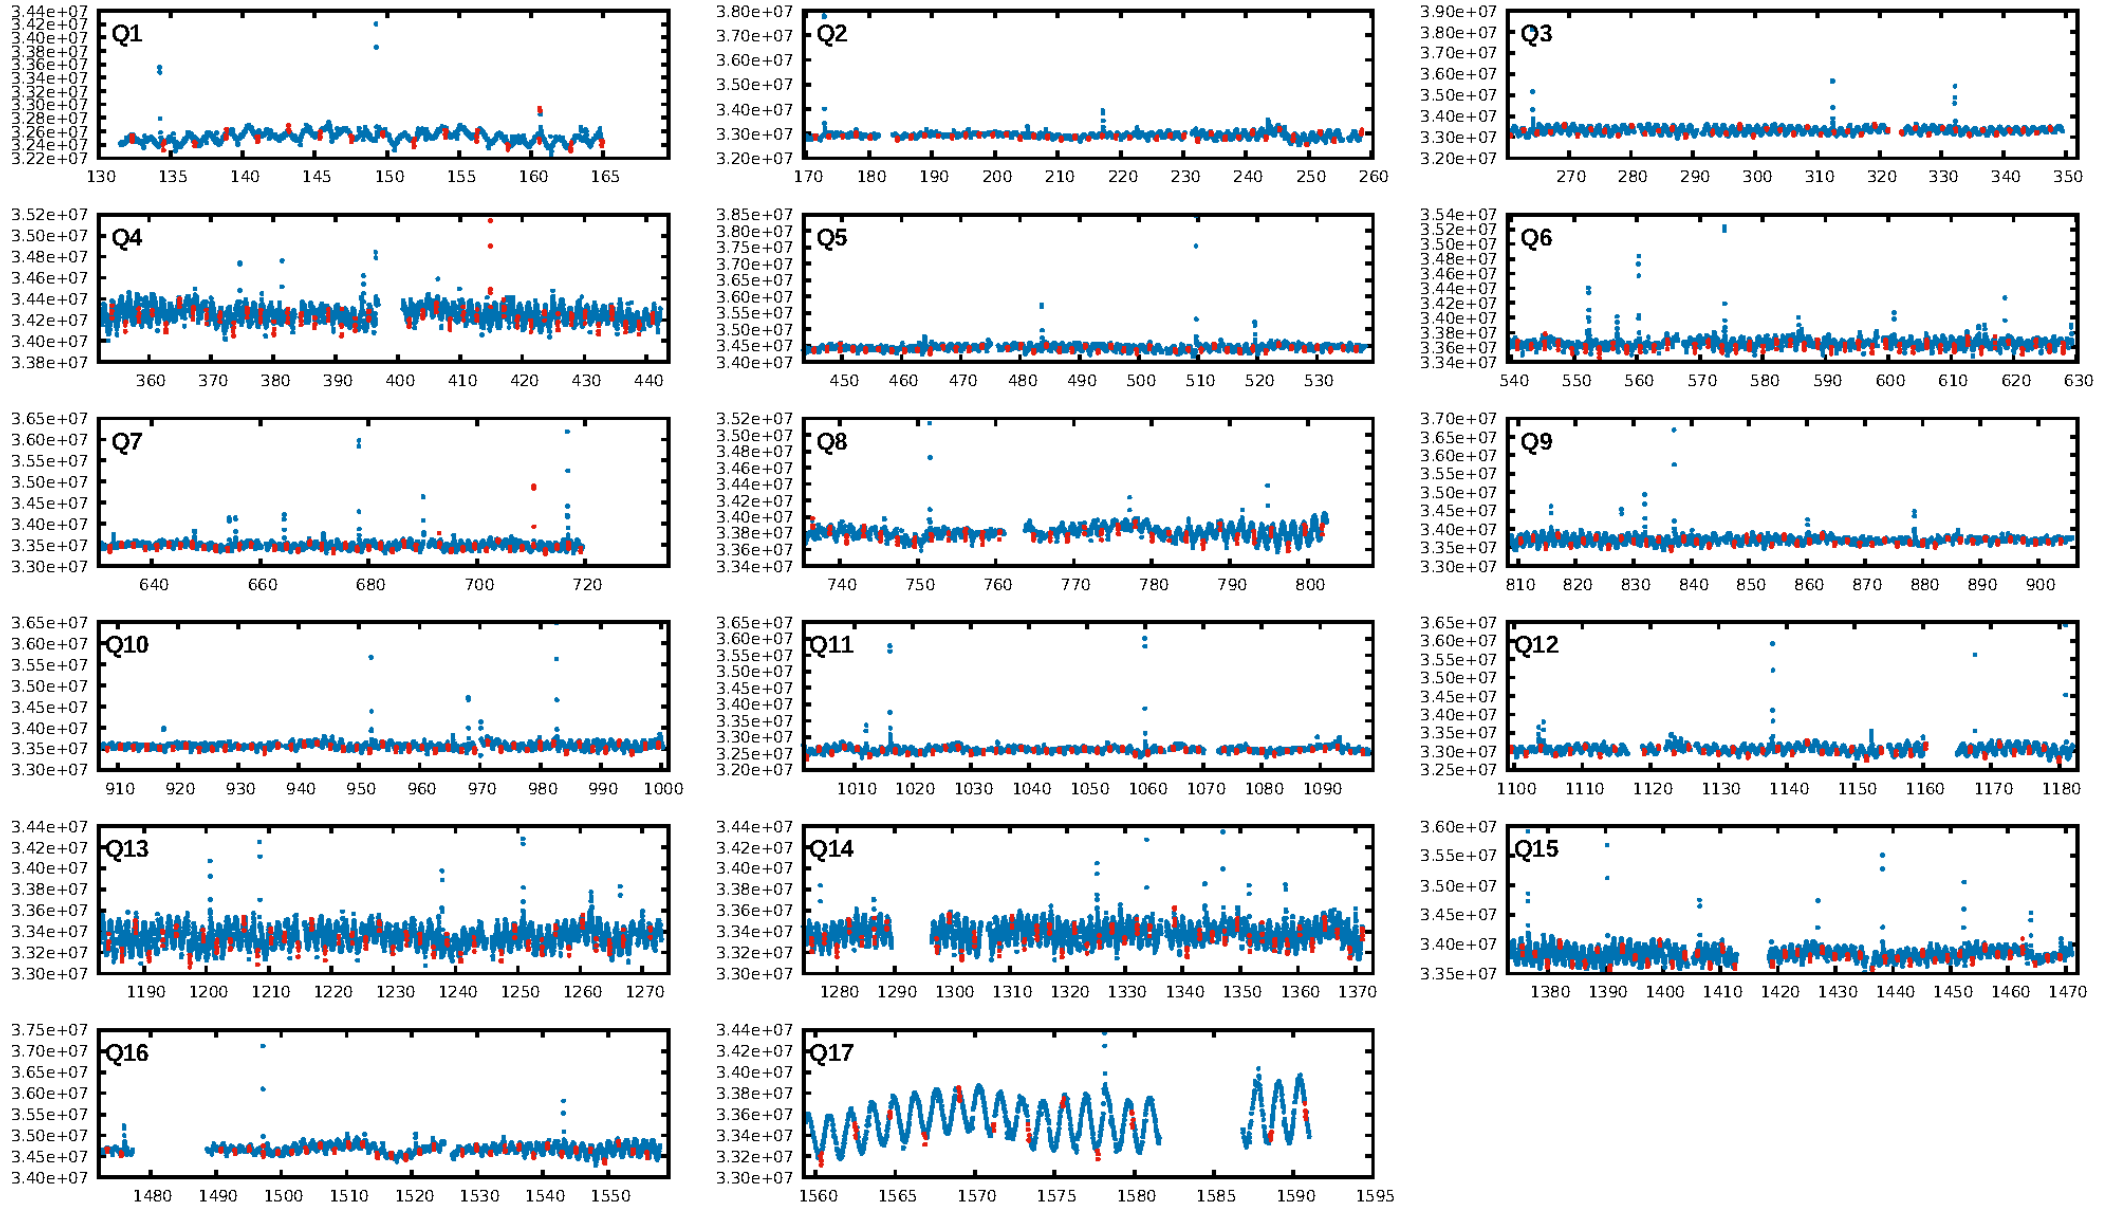 3.44e+07
3.42e+07
3.40e+07
3.38e+07
3.36e+07
3.34e+07
3.32e+07
3.30e+07
3.28e+07
3.26e+07
3.24e+07
3.22e+07
Q1
130 135 140 145 150 155 160 165
3.80e+07
3.70e+07
3.60e+07
3.50e+07
3.40e+07
3.30e+07
3.20e+07
Q2
170 180 190 200 210 220 230 240 250 260
3.90e+07
3.80e+07
3.70e+07
3.60e+07
3.50e+07
3.40e+07
3.30e+07
3.20e+07
Q3
270 280 290 300 310 320 330 340 350
3.52e+07
3.50e+07
3.48e+07
3.46e+07
3.44e+07
3.42e+07
3.40e+07
3.38e+07
Q4
360 370 380 390 400 410 420 430 440
3.85e+07
3.80e+07
3.75e+07
3.70e+07
3.65e+07
3.60e+07
3.55e+07
3.50e+07
3.45e+07
3.40e+07
Q5
450 460 470 480 490 500 510 520 530
3.54e+07
3.52e+07
3.50e+07
3.48e+07
3.46e+07
3.44e+07
3.42e+07
3.40e+07
3.38e+07
3.36e+07
3.34e+07
Q6
540 550 560 570 580 590 600 610 620 630
3.65e+07
3.60e+07
3.55e+07
3.50e+07
3.45e+07
3.40e+07
3.35e+07
3.30e+07
Q7
640 660 680 700 720
3.52e+07
3.50e+07
3.48e+07
3.46e+07
3.44e+07
3.42e+07
3.40e+07
3.38e+07
3.36e+07
3.34e+07
Q8
740 750 760 770 780 790 800
3.70e+07
3.65e+07
3.60e+07
3.55e+07
3.50e+07
3.45e+07
3.40e+07
3.35e+07
3.30e+07
Q9
810 820 830 840 850 860 870 880 890 900
3.65e+07
3.60e+07
3.55e+07
3.50e+07
3.45e+07
3.40e+07
3.35e+07
3.30e+07
Q10
910 920 930 940 950 960 970 980 990 1000
3.65e+07
3.60e+07
3.55e+07
3.50e+07
3.45e+07
3.40e+07
3.35e+07
3.30e+07
3.25e+07
3.20e+07
Q11
1010 1020 1030 1040 1050 1060 1070 1080 1090
3.65e+07
3.60e+07
3.55e+07
3.50e+07
3.45e+07
3.40e+07
3.35e+07
3.30e+07
3.25e+07
Q12
1100 1110 1120 1130 1140 1150 1160 1170 1180
3.44e+07
3.42e+07
3.40e+07
3.38e+07
3.36e+07
3.34e+07
3.32e+07
3.30e+07
Q13
1190 1200 1210 1220 1230 1240 1250 1260 1270
3.44e+07
3.42e+07
3.40e+07
3.38e+07
3.36e+07
3.34e+07
3.32e+07
3.30e+07
Q14
1280 1290 1300 1310 1320 1330 1340 1350 1360 1370
3.60e+07
3.55e+07
3.50e+07
3.45e+07
3.40e+07
3.35e+07
Q15
1380 1390 1400 1410 1420 1430 1440 1450 1460 1470
3.75e+07
3.70e+07
3.65e+07
3.60e+07
3.55e+07
3.50e+07
3.45e+07
3.40e+07
Q16
1480 1490 1500 1510 1520 1530 1540 1550
3.44e+07
3.42e+07
3.40e+07
3.38e+07
3.36e+07
3.34e+07
3.32e+07
3.30e+07
Q17
1560 1565 1570 1575 1580 1585 1590 1595